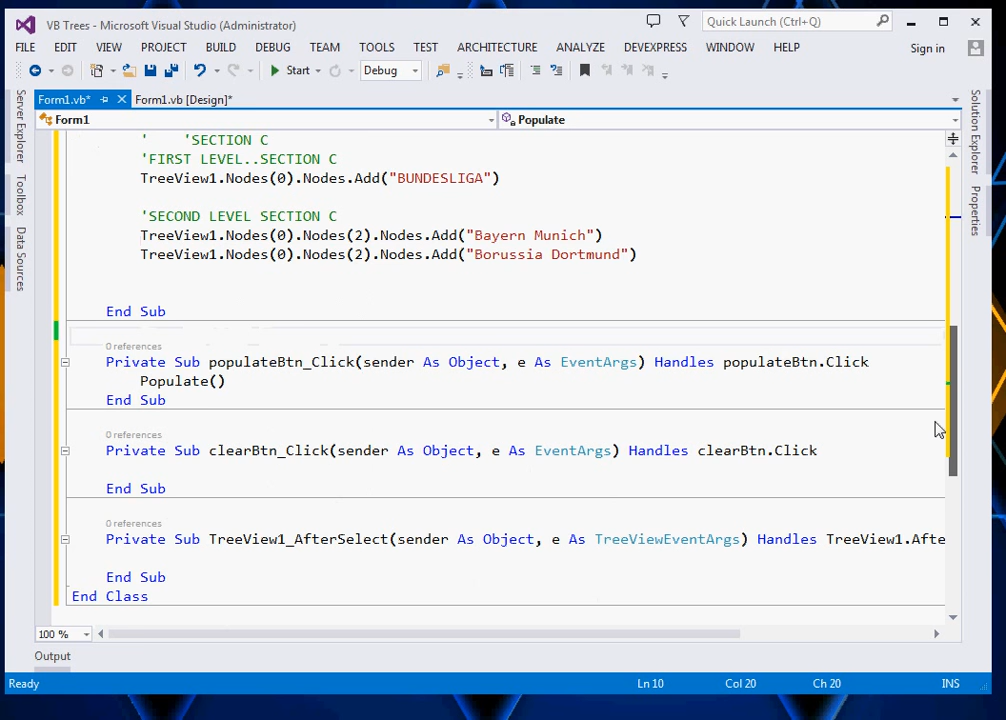 VB Trees - Microsoft Visual Studio (Administrator)
Quick Launch (Ctrl+Q)
FILE EDIT VIEW PROJECT BUILD DEBUG TEAM TOOLS TEST ARCHITECTURE ANALYZE DEVEXPRESS WINDOW HELP Sign in
Start Debug
Form1.vb* Form1.vb [Design]*
Form1 Populate
Server Explorer
Toolbox
Data Sources
Solution Explorer
Properties
' 'SECTION C
'FIRST LEVEL..SECTION C
TreeView1.Nodes(0).Nodes.Add("BUNDESLIGA")
'SECOND LEVEL SECTION C
TreeView1.Nodes(0).Nodes(2).Nodes.Add("Bayern Munich")
TreeView1.Nodes(0).Nodes(2).Nodes.Add("Borussia Dortmund")
End Sub
0 references
Private Sub populateBtn_Click(sender As Object, e As EventArgs) Handles populateBtn.Click
Populate()
End Sub
0 references
Private Sub clearBtn_Click(sender As Object, e As EventArgs) Handles clearBtn.Click
End Sub
0 references
Private Sub TreeView1_AfterSelect(sender As Object, e As TreeViewEventArgs) Handles TreeView1.Afte
End Sub
End Class
100 %
Output
Ready Ln 10 Col 20 Ch 20 INS